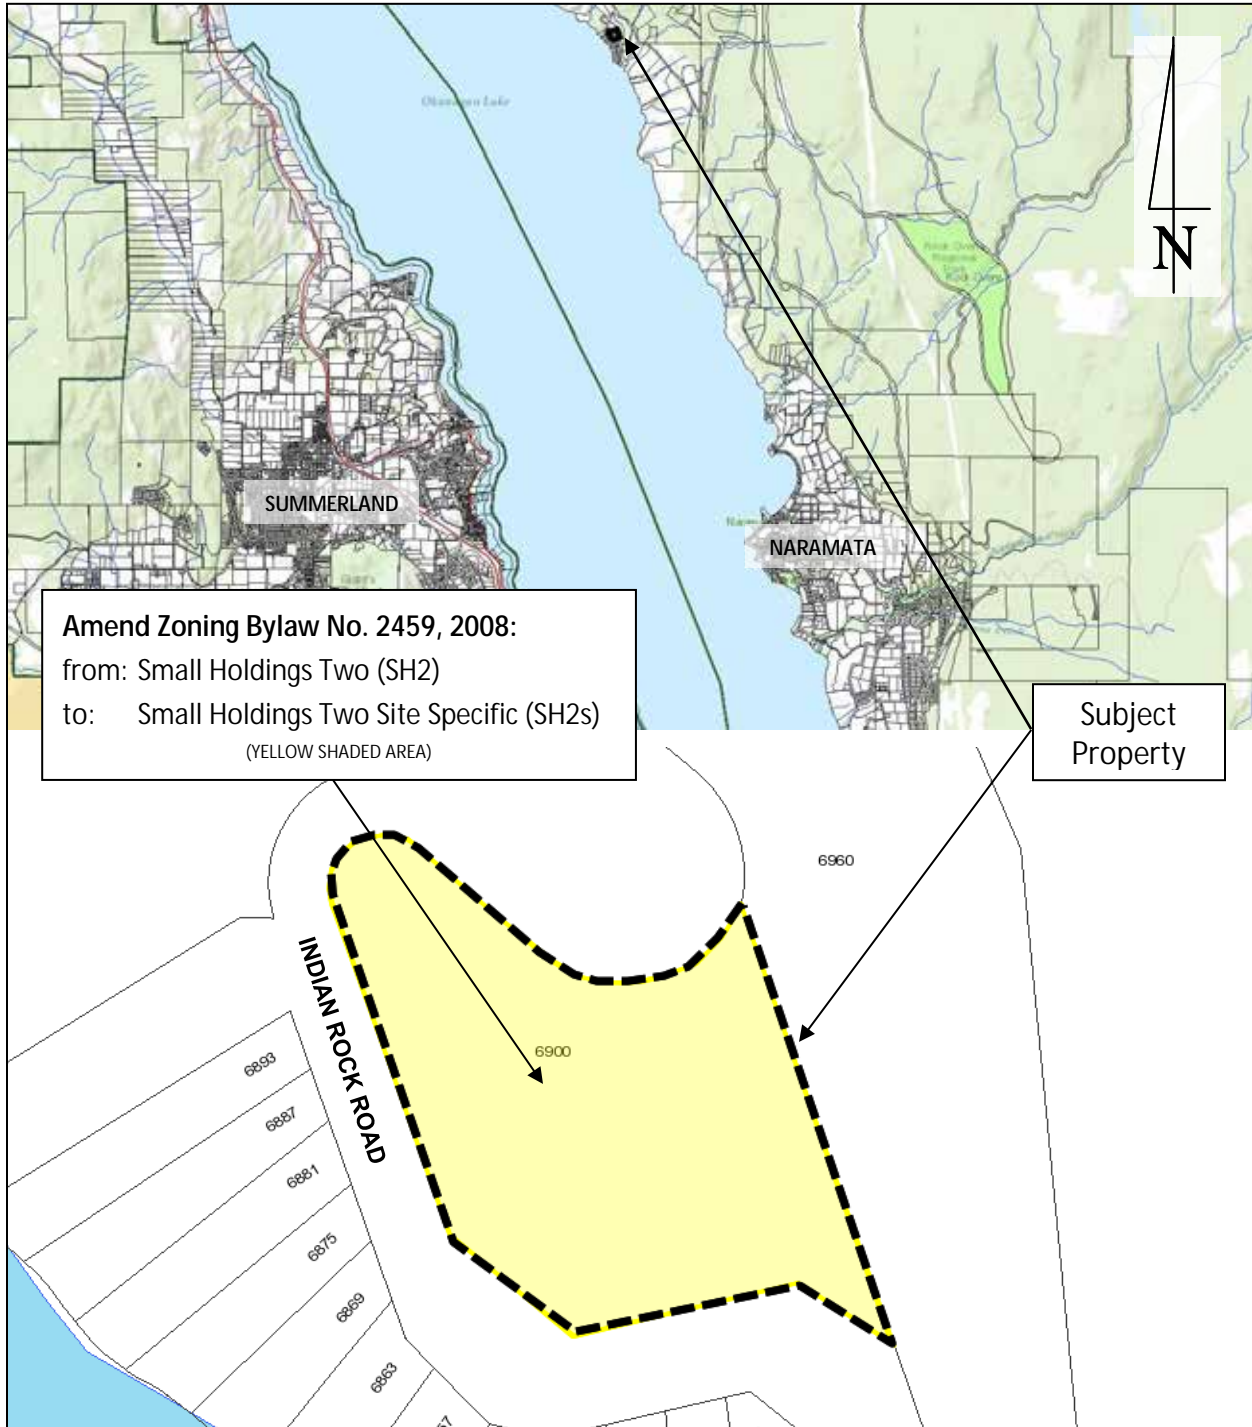 Okanagan Lake
N
SUMMERLAND
NARAMATA
Amend Zoning Bylaw No. 2459, 2008:
from: Small Holdings Two (SH2)
to: Small Holdings Two Site Specific (SH2s)
(YELLOW SHADED AREA)
Subject
Property
6960
6900
INDIAN ROCK ROAD
6893
6887
6881
6875
6869
6863